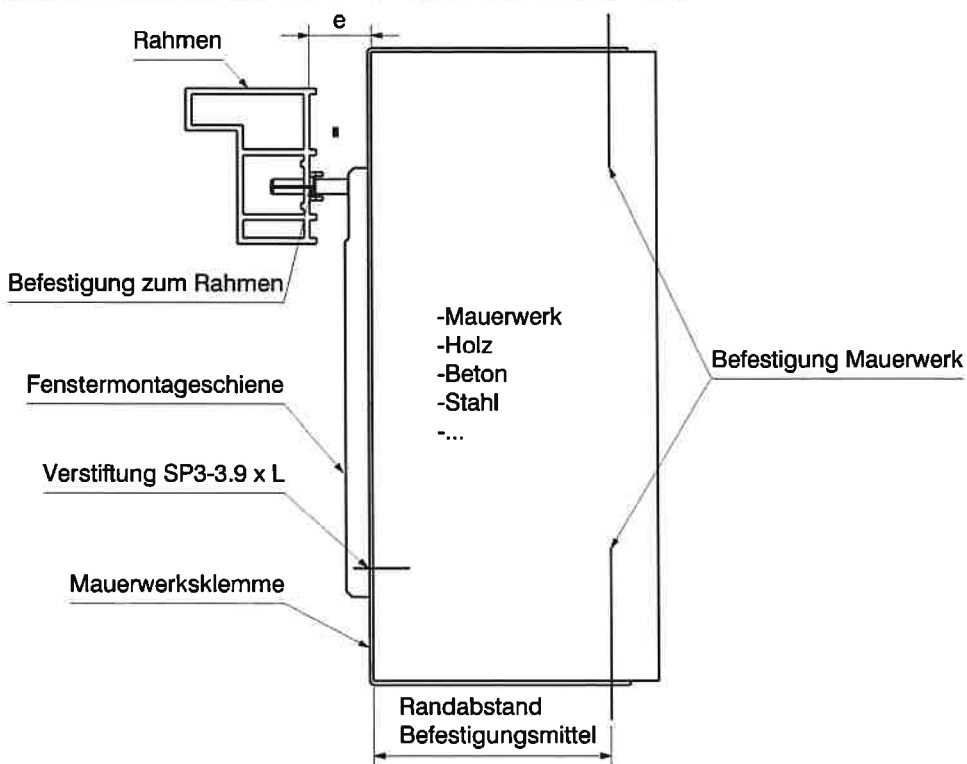 e
Rahmen
Befestigung zum Rahmen
-Mauerwerk
-Holz
-Beton
-Stahl
-...
Befestigung Mauerwerk
Fenstermontageschiene
Verstiftung SP3-3.9 x L
Mauerwerksklemme
Randabstand
Befestigungsmittel